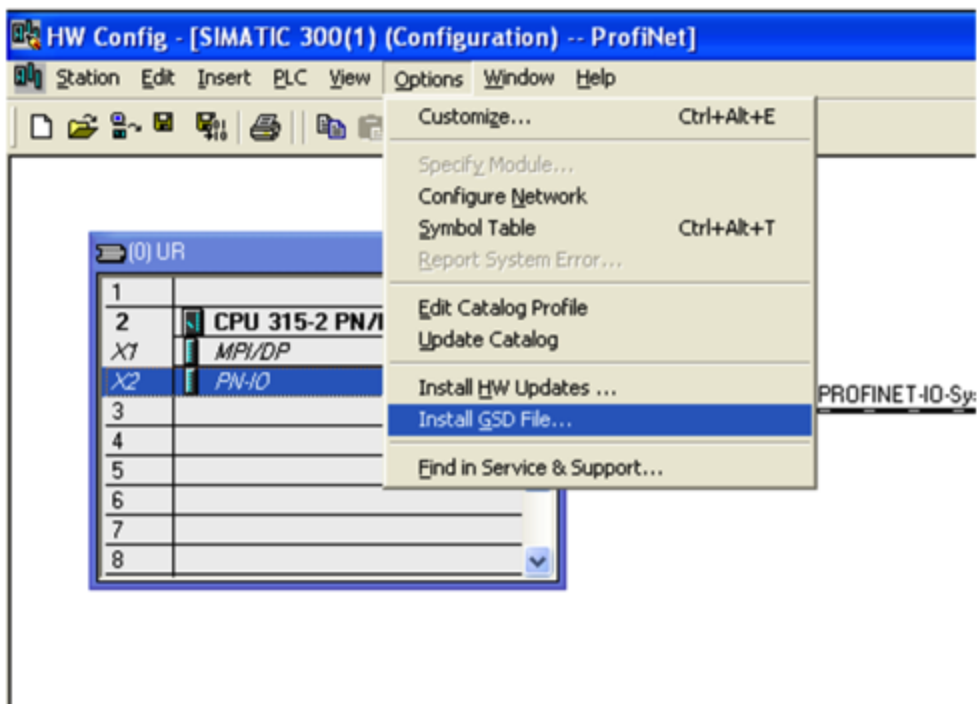 HW Config - [SIMATIC 300(1) (Configuration) -- ProfiNet]
Station Edit Insert PLC View Options Window Help
Customize... Ctrl+Alt+E
Specify Module...
Configure Network
Symbol Table Ctrl+Alt+T
Report System Error...
Edit Catalog Profile
Update Catalog
Install HW Updates ...
Install GSD File...
Find in Service & Support...
(0) UR
1
2 CPU 315-2 PN/
X1 MPI/DP
X2 PN-IO
3
4
5
6
7
8
PROFINET-IO-Sy